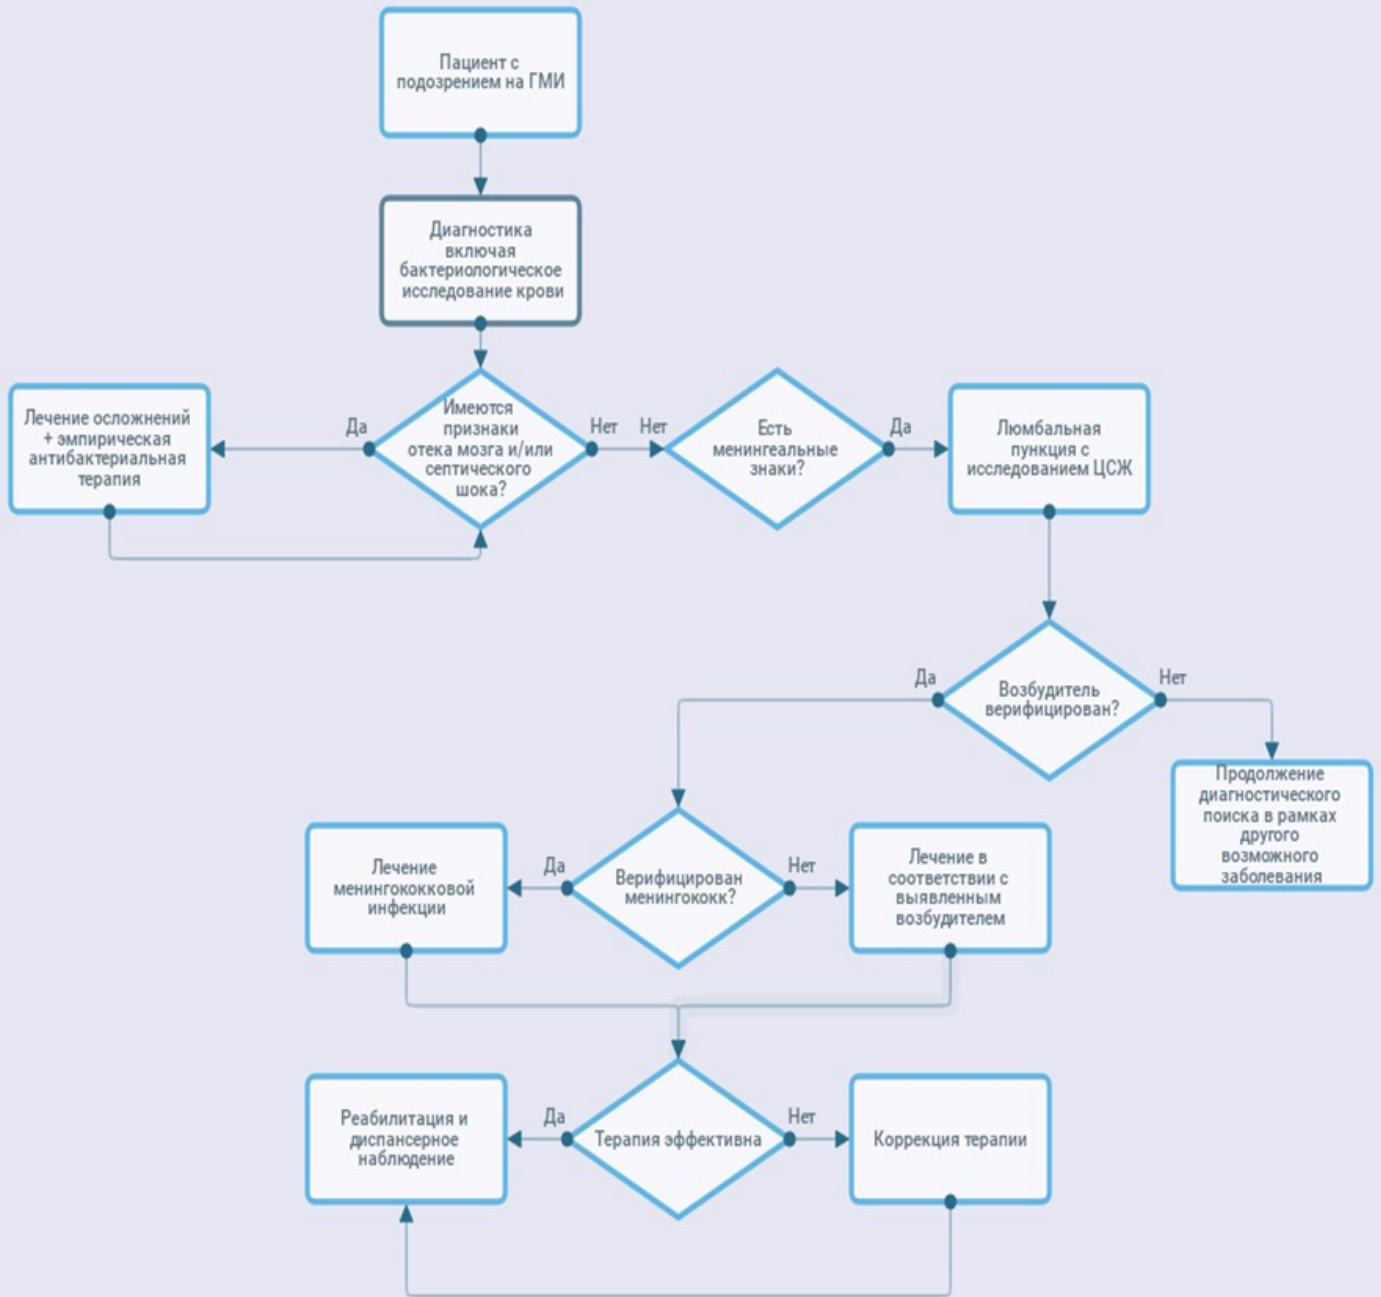 Пациент с
подозрением на ГМИ
Диагностика
включая
бактериологическое
исследование крови
Лечение осложнений
+ эмпирическая
антибактериальная
терапия
Да
Имеются
признаки
отека мозга и/или
септического
шока?
Нет
Нет
Есть
менингеальные
знаки?
Да
Люмбальная
пункция с
исследованием ЦСЖ
Да
Возбудитель
верифицирован?
Нет
Продолжение
диагностического
поиска в рамках
другого
возможного
заболевания
Лечение
менингококковой
инфекции
Да
Верифицирован
менингококк?
Нет
Лечение в
соответствии с
выявленным
возбудителем
Реабилитация и
диспансерное
наблюдение
Да
Терапия эффективна
Нет
Коррекция терапии